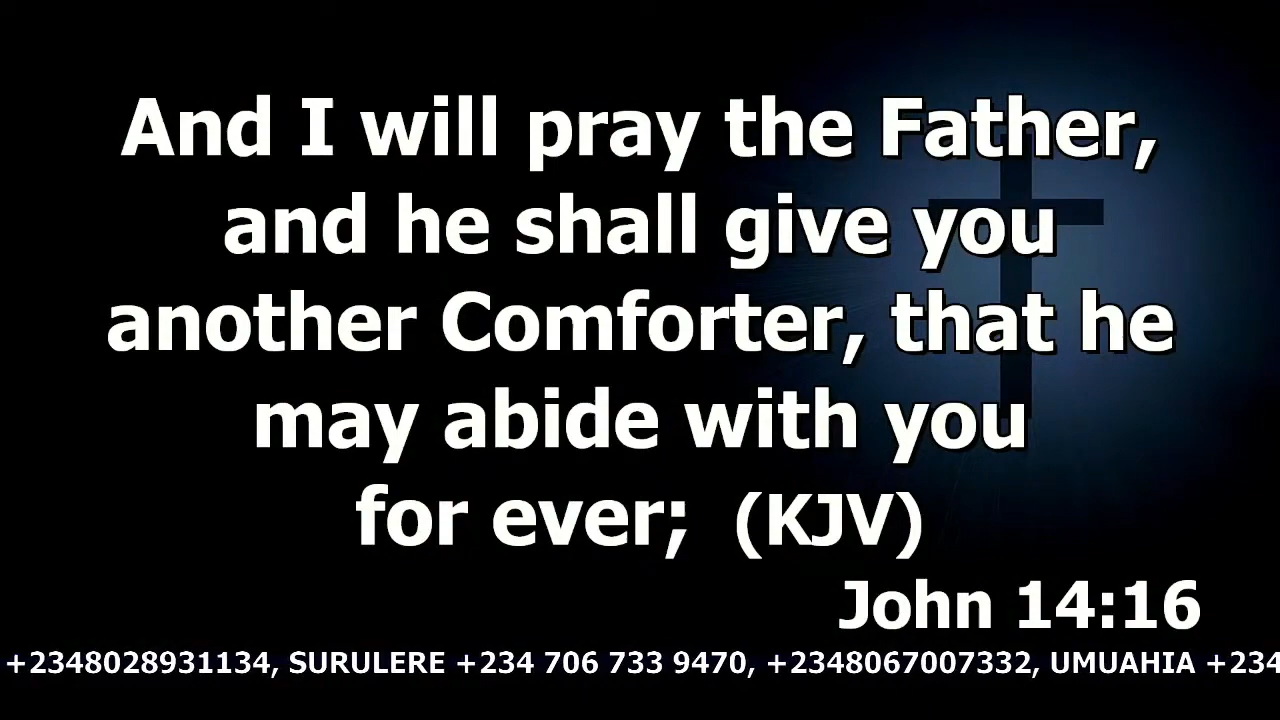 And I will pray the Father,
and he shall give you
another Comforter, that he
may abide with you
for ever; (KJV)
John 14:16
+2348028931134, SURULERE +234 706 733 9470, +2348067007332, UMUAHIA +234